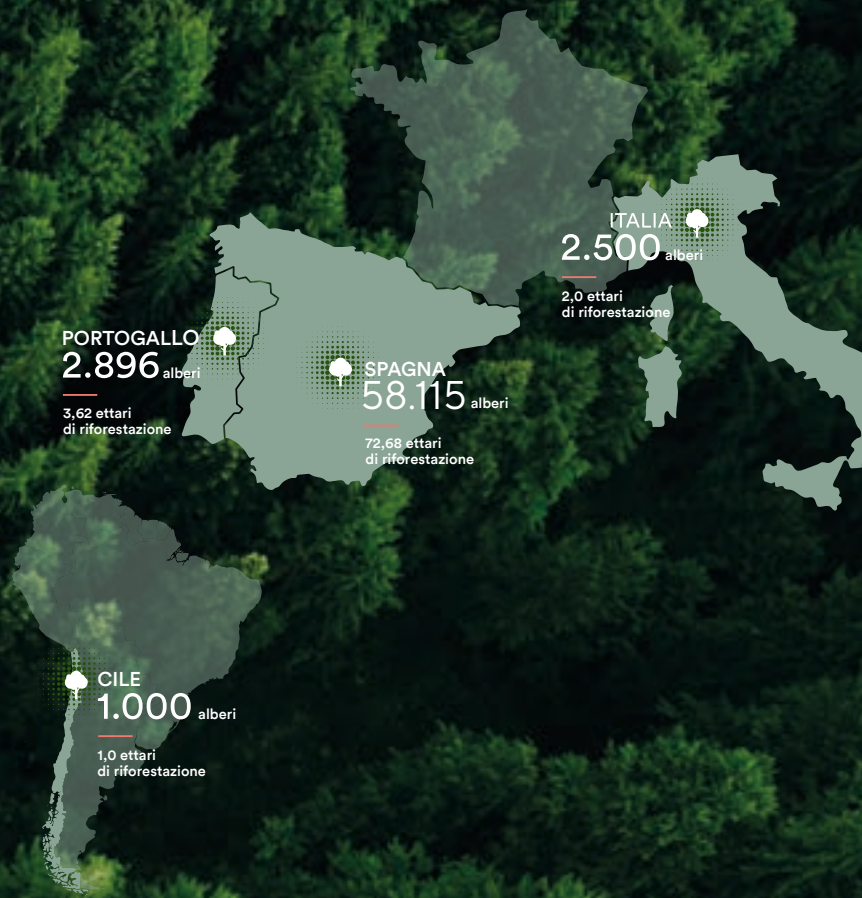 ITALIA
2.500 alberi
2,0 ettari
di riforestazione
PORTOGALLO
2.896 alberi
3,62 ettari
di riforestazione
SPAGNA
58.115 alberi
72,68 ettari
di riforestazione
CILE
1.000 alberi
1,0 ettari
di riforestazione